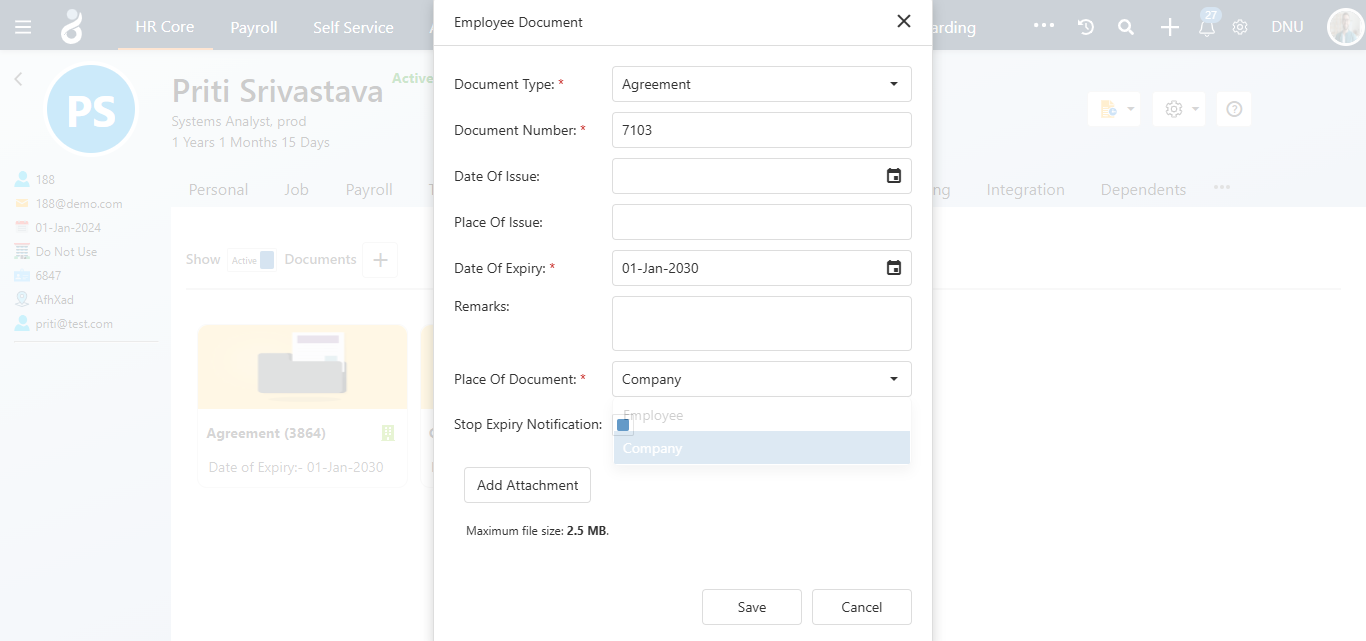 HR Core
Payroll
Self Service
arding
27
DNU
Employee Document
PS
Priti Srivastava
Active
Systems Analyst, prod
1 Years 1 Months 15 Days
188
188@demo.com
01-Jan-2024
Do Not Use
6847
AfhXad
priti@test.com
Personal
Job
Payroll
ng
Integration
Dependents
Show
Active
Documents
Agreement (3864)
Date of Expiry:- 01-Jan-2030
Document Type: *
Agreement
Document Number: *
7103
Date Of Issue:
Place Of Issue:
Date Of Expiry: *
01-Jan-2030
Remarks:
Place Of Document: *
Company
Employee
Company
Stop Expiry Notification:
Add Attachment
Maximum file size: 2.5 MB.
Save
Cancel